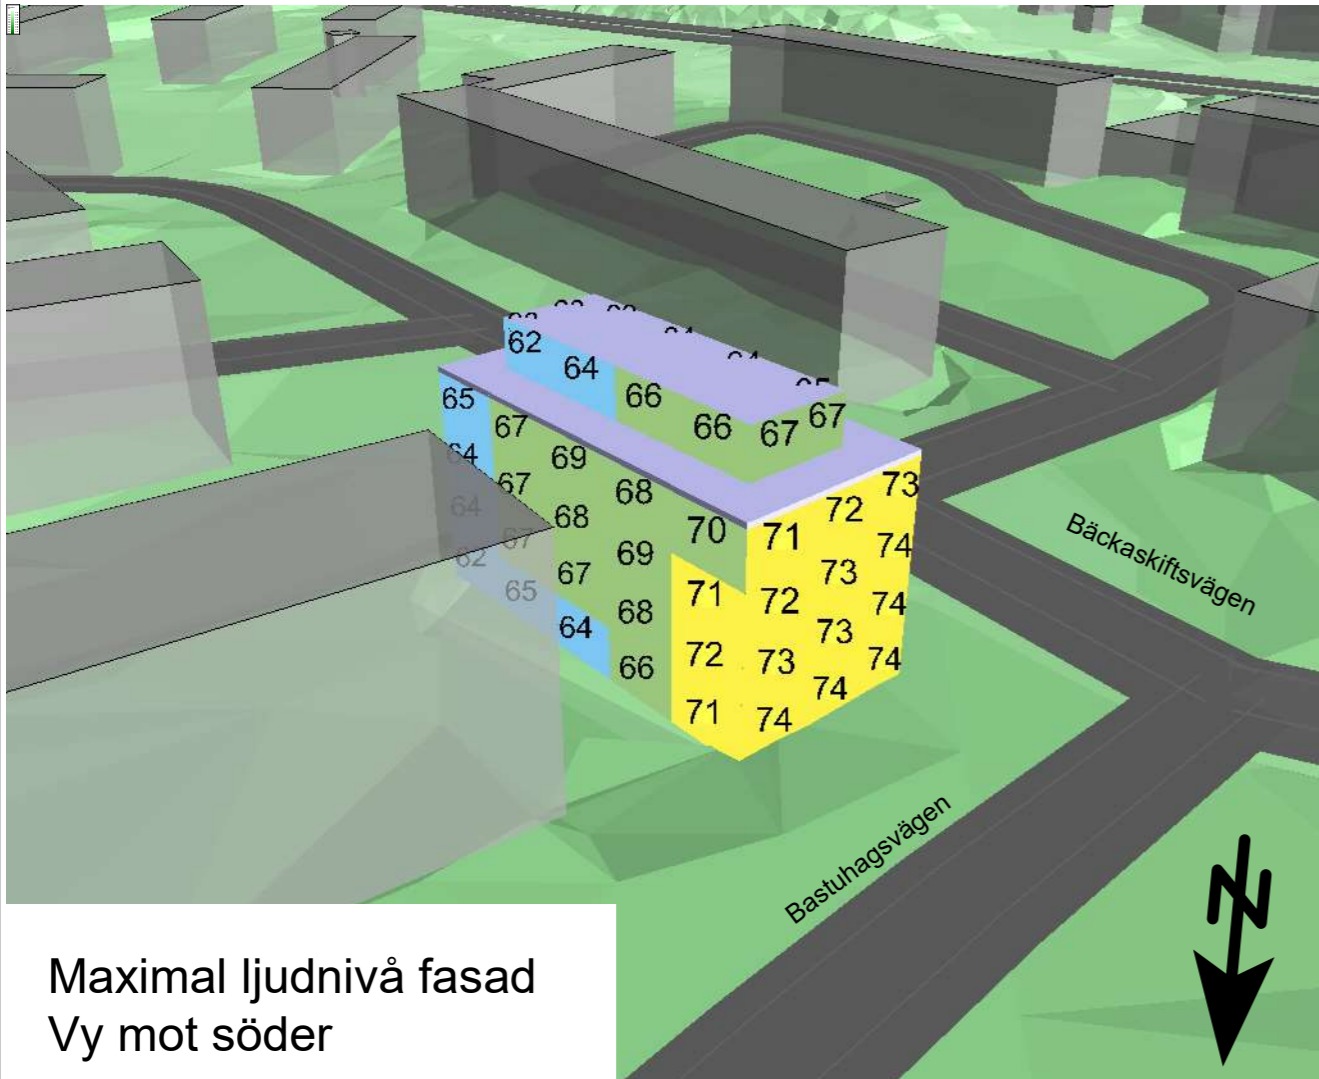 62 64 66 66 67 67
65 67 69 68 70 71 72 73
64 67 68 69 71 72 73 74
64 67 67 68 72 73 73 74
62 65 64 66 71 74 74 74
Bäckaskiftsvägen
Bastuhagsvägen
N
Maximal ljudnivå fasad
Vy mot söder